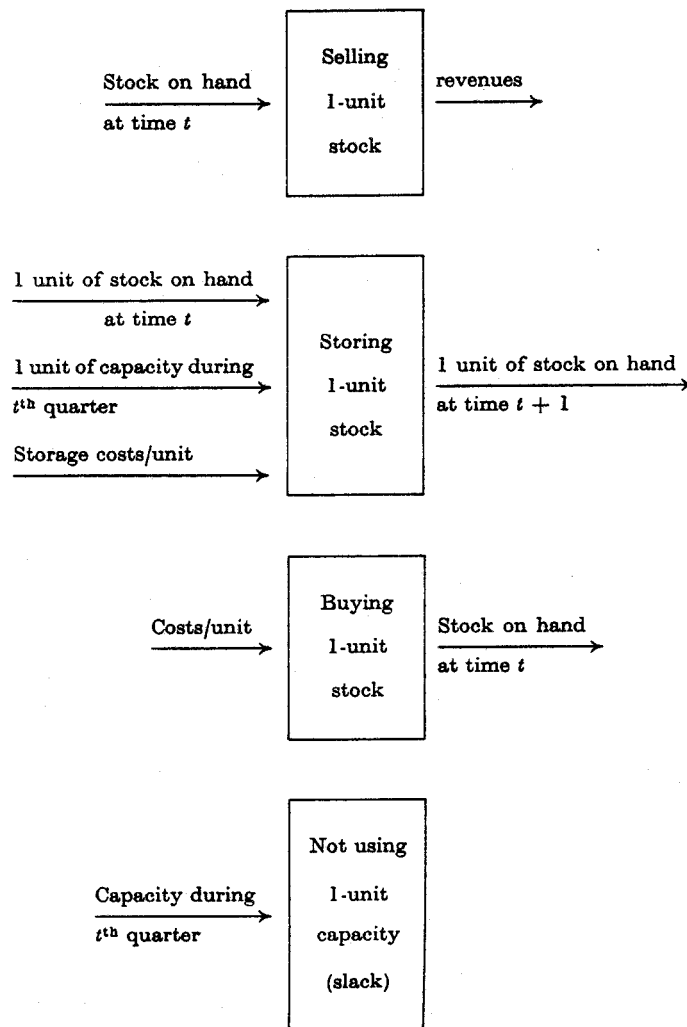 Selling
1-unit
stock
Stock on hand
at time t
revenues
1 unit of stock on hand
at time t
1 unit of capacity during
tth quarter
Storage costs/unit
Storing
1-unit
stock
1 unit of stock on hand
at time t + 1
Costs/unit
Buying
1-unit
stock
Stock on hand
at time t
Capacity during
tth quarter
Not using
1-unit
capacity
(slack)